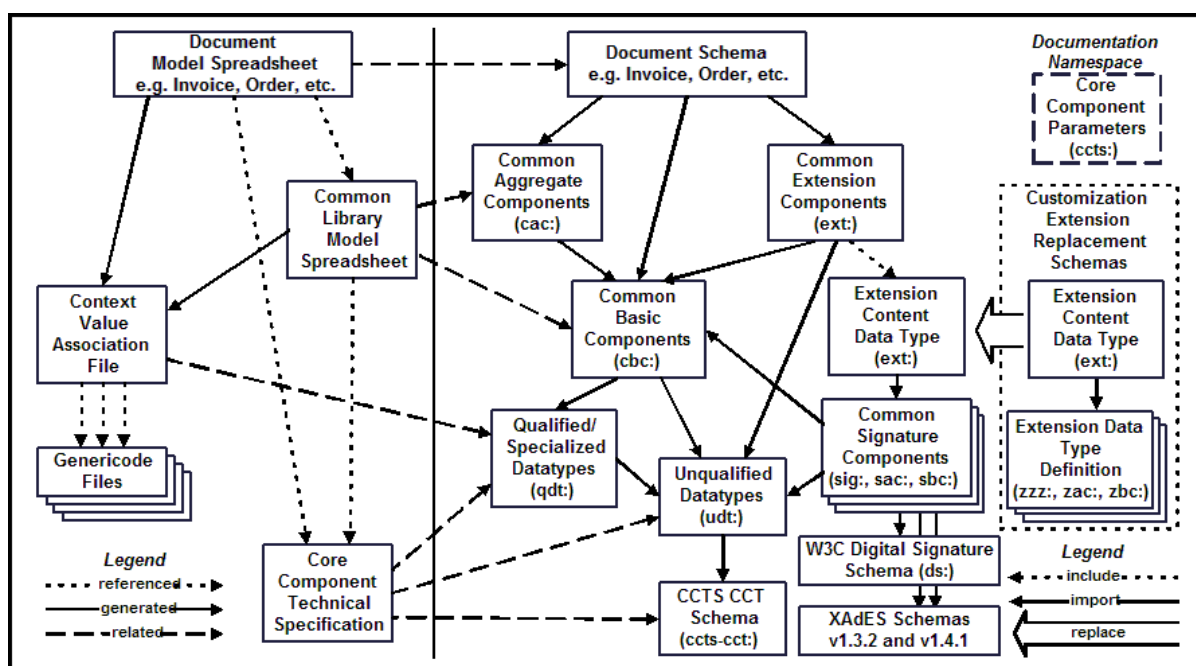 Document
Model Spreadsheet
e.g. Invoice, Order, etc.
Document Schema
e.g. Invoice, Order, etc.
Documentation
Namespace
Core
Component
Parameters
(ccts:)
Common
Library
Model
Spreadsheet
Common
Aggregate
Components
(cac:)
Common
Extension
Components
(ext:)
Customization
Extension
Replacement
Schemas
Context
Value
Association
File
Common
Basic
Components
(cbc:)
Extension
Content
Data Type
(ext:)
Extension
Content
Data Type
(ext:)
Genericode
Files
Qualified/
Specialized
Datatypes
(qdt:)
Unqualified
Datatypes
(udt:)
Common
Signature
Components
(sig:, sac:, sbc:)
Extension Data
Type
Definition
(zzz:, zac:, zbc:)
Legend
referenced
generated
related
Core
Component
Technical
Specification
CCTS CCT
Schema
(ccts-cct:)
W3C Digital Signature
Schema (ds:)
XAdES Schemas
v1.3.2 and v1.4.1
Legend
include
import
replace